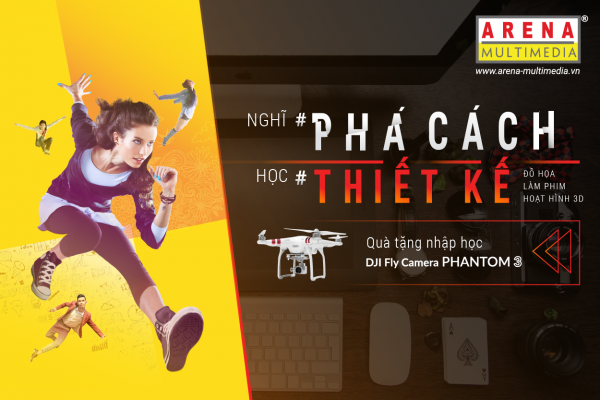 ARENA ®
MULTIMEDIA
www.arena-multimedia.vn
NGHĨ # PHÁ CÁCH
HỌC # THIẾT KẾ
ĐỒ HỌA
LÀM PHIM
HOẠT HÌNH 3D
Quà tặng nhập học
DJI Fly Camera PHANTOM 3